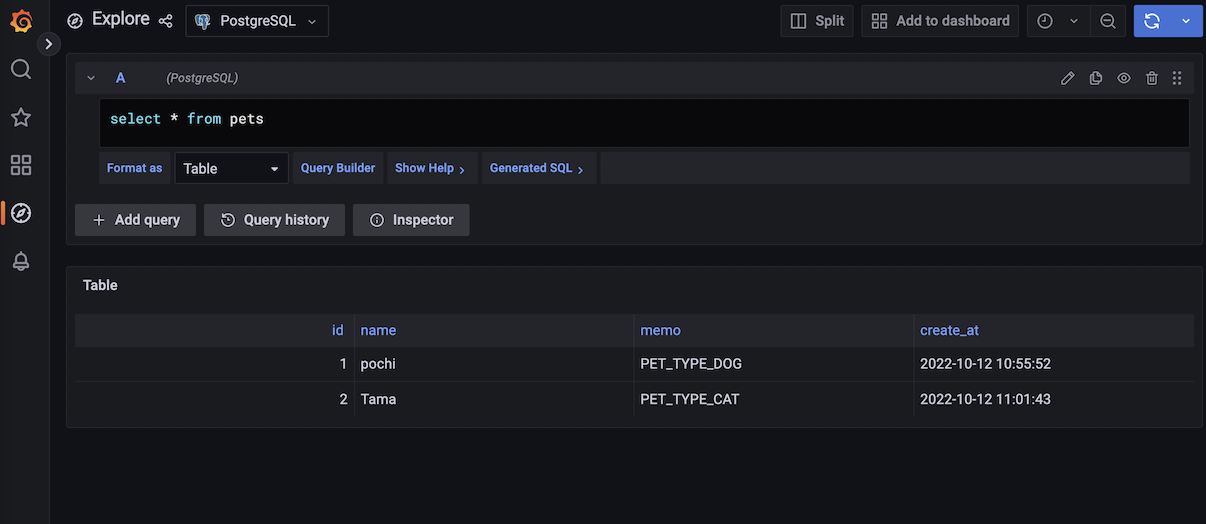 Explore PostgreSQL Split Add to dashboard
A (PostgreSQL)
select * from pets
Format as Table Query Builder Show Help > Generated SQL >
+ Add query Query history Inspector
Table
id name memo create_at
1 pochi PET_TYPE_DOG 2022-10-12 10:55:52
2 Tama PET_TYPE_CAT 2022-10-12 11:01:43